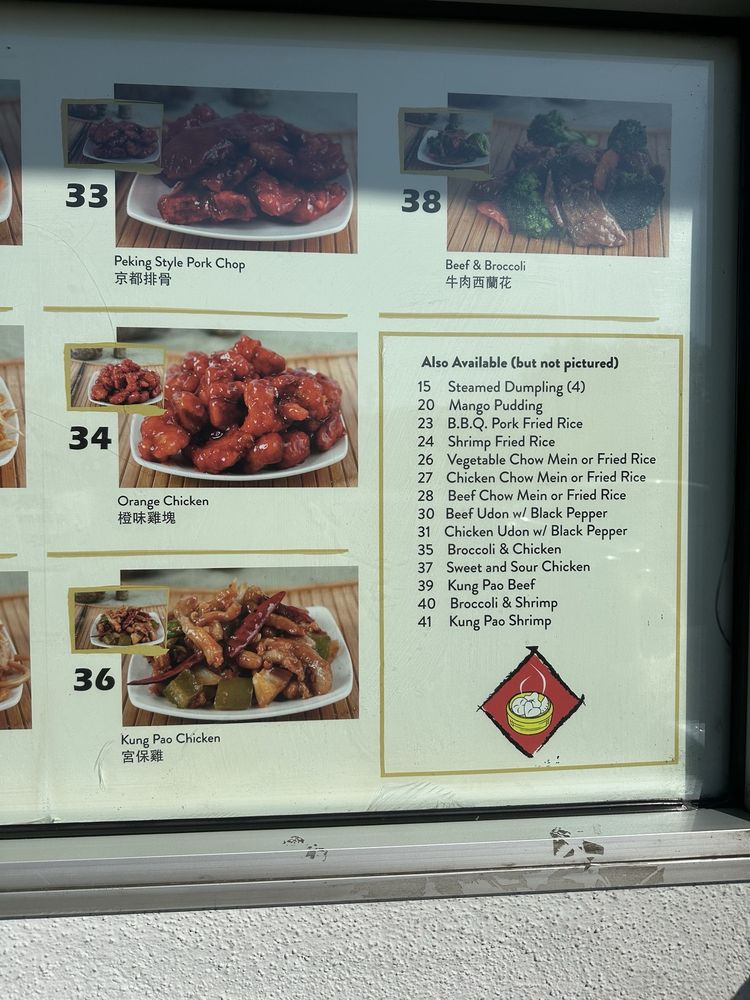 33
Peking Style Pork Chop
京都排骨
34
Orange Chicken
橙味雞塊
36
Kung Pao Chicken
宮保雞
38
Beef & Broccoli
牛肉西蘭花
Also Available (but not pictured)
15 Steamed Dumpling (4)
20 Mango Pudding
23 B.B.Q. Pork Fried Rice
24 Shrimp Fried Rice
26 Vegetable Chow Mein or Fried Rice
27 Chicken Chow Mein or Fried Rice
28 Beef Chow Mein or Fried Rice
30 Beef Udon w/ Black Pepper
31 Chicken Udon w/ Black Pepper
35 Broccoli & Chicken
37 Sweet and Sour Chicken
39 Kung Pao Beef
40 Broccoli & Shrimp
41 Kung Pao Shrimp